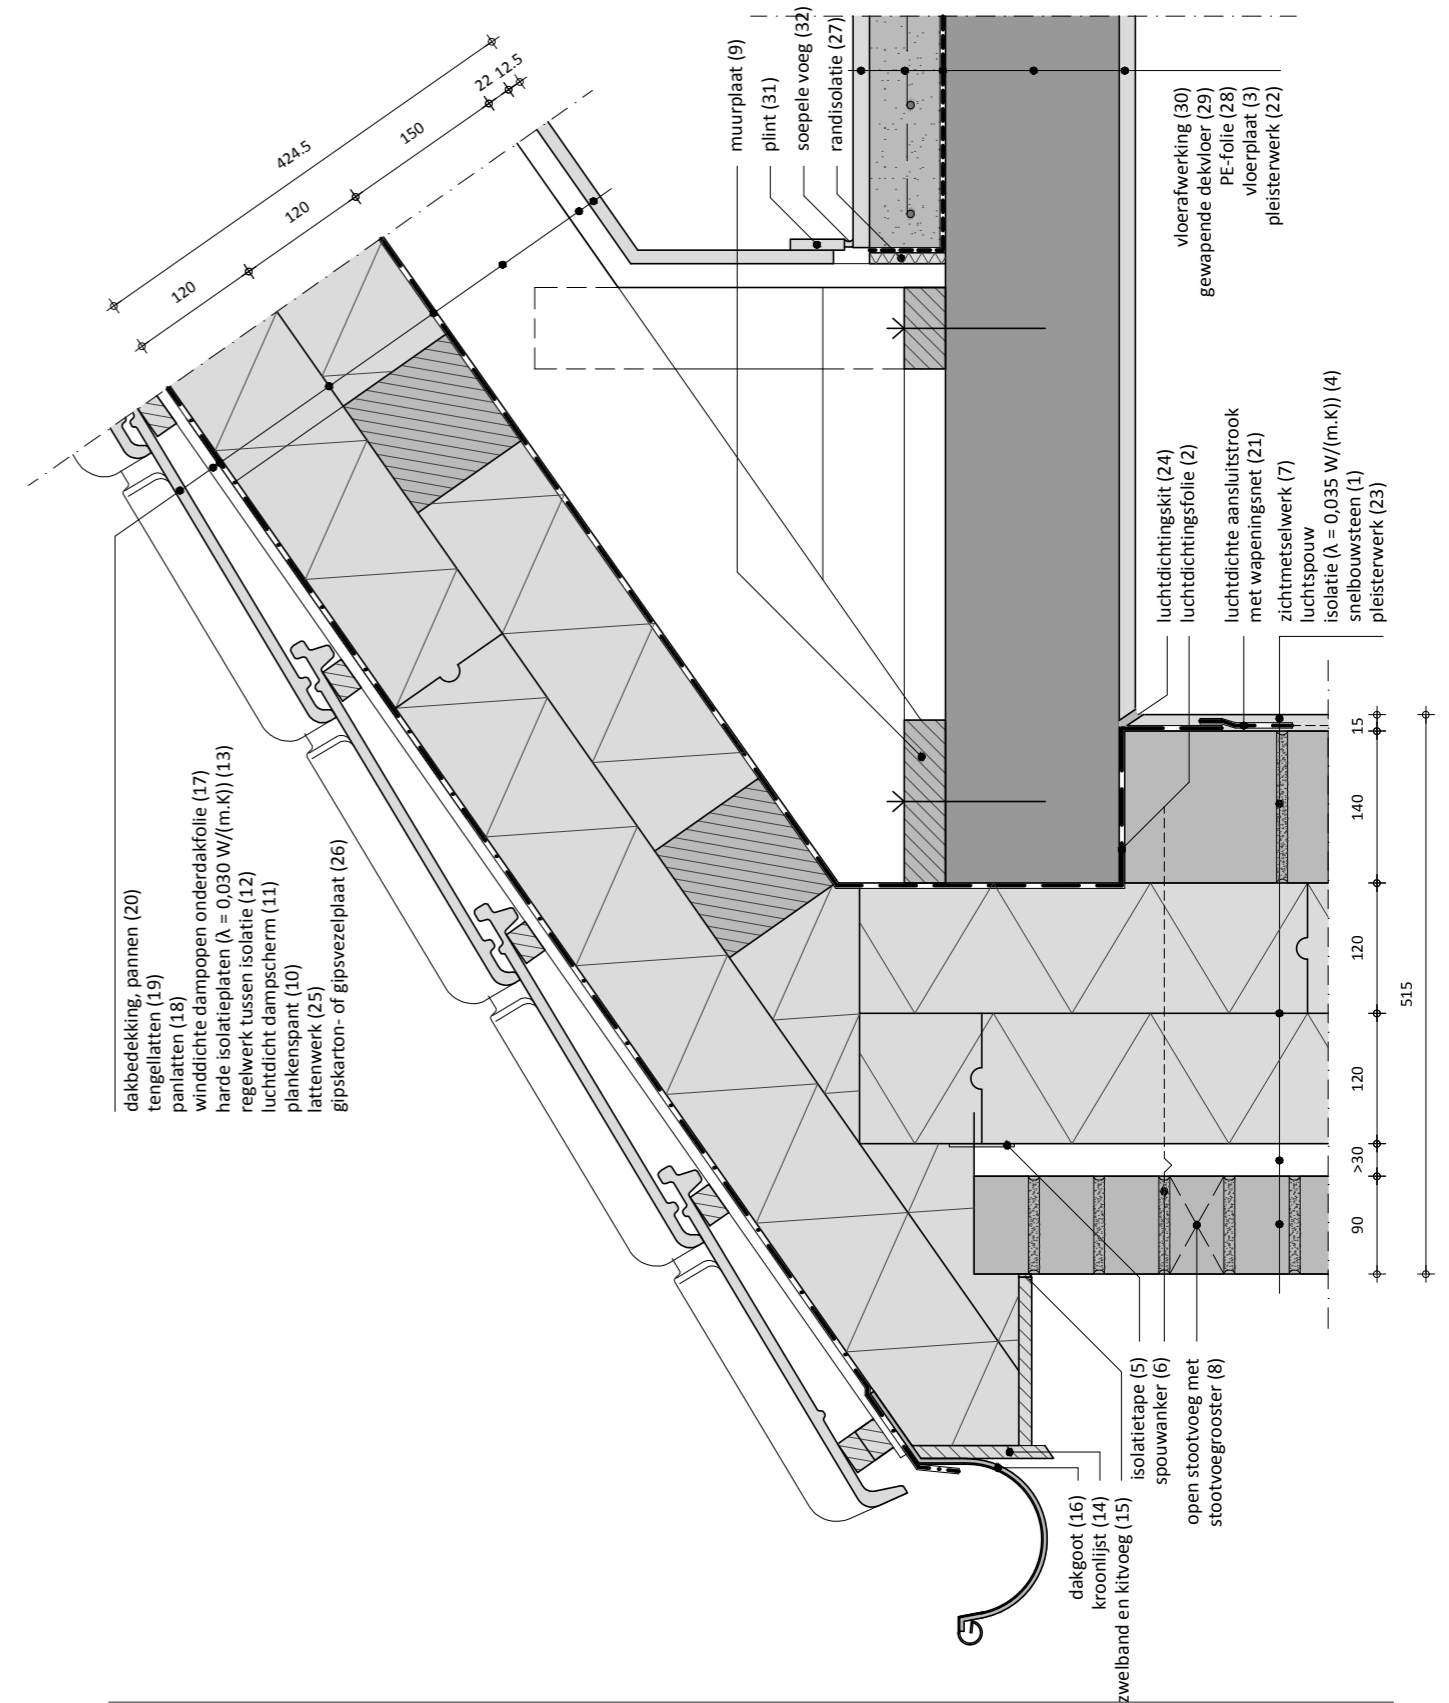 dakbedekking, pannen (20)
tengellatten (19)
panlatten (18)
winddichte dampopen onderdakfolie (17)
harde isolatieplaten (λ = 0,030 W/(m.K)) (13)
regelwerk tussen isolatie (12)
luchtdicht dampscherm (11)
plankenspant (10)
lattenwerk (25)
gipskarton- of gipsvezelplaat (26)
424.5
120
120
150
22
12.5
muurplaat (9)
plint (31)
soepele voeg (32)
randisolatie (27)
vloerafwerking (30)
gewapende dekvloer (29)
PE-folie (28)
vloerplaat (3)
pleisterwerk (22)
luchtdichtingskit (24)
luchtdichtingsfolie (2)
luchtdichte aansluitstrook
met wapeningsnet (21)
zichtmetselwerk (7)
luchtspouw
isolatie (λ = 0,035 W/(m.K)) (4)
snelbouwsteen (1)
pleisterwerk (23)
dakgoot (16)
kroonlijst (14)
zwelband en kitvoeg (15)
isolatietape (5)
spouwanker (6)
open stootvoeg met
stootvoegrooster (8)
90
>30
120
120
140
15
515